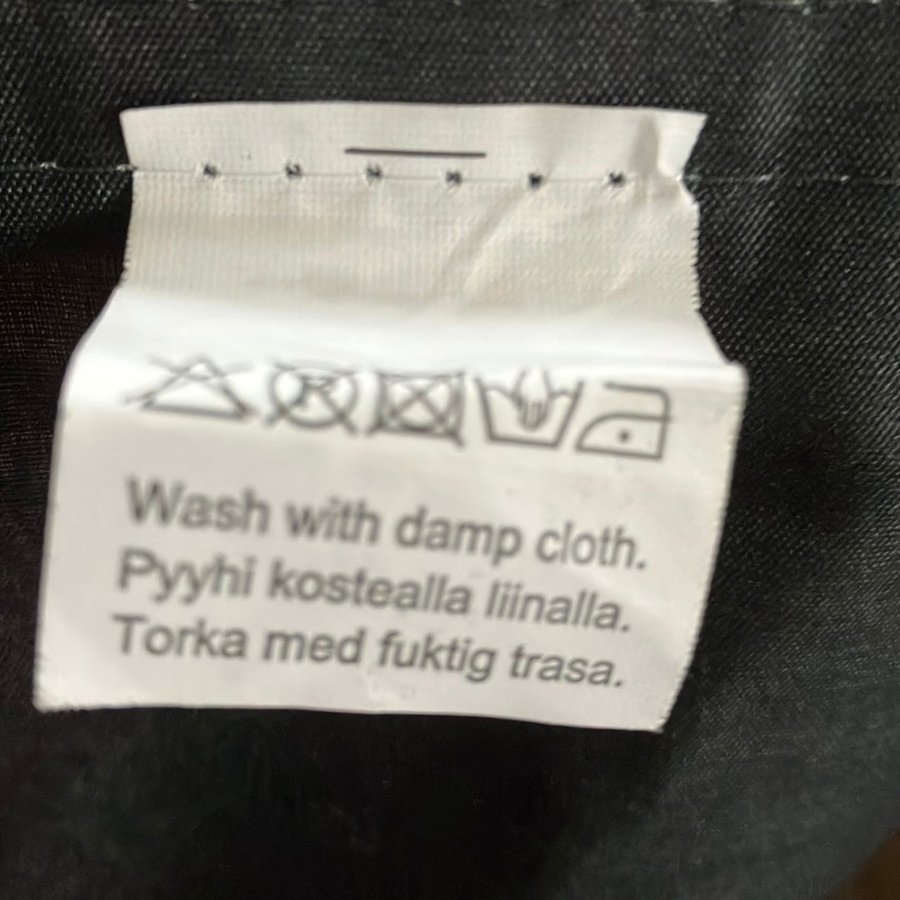 Wash with damp cloth.
Pyyhi kostealla liinalla.
Torka med fuktig trasa.